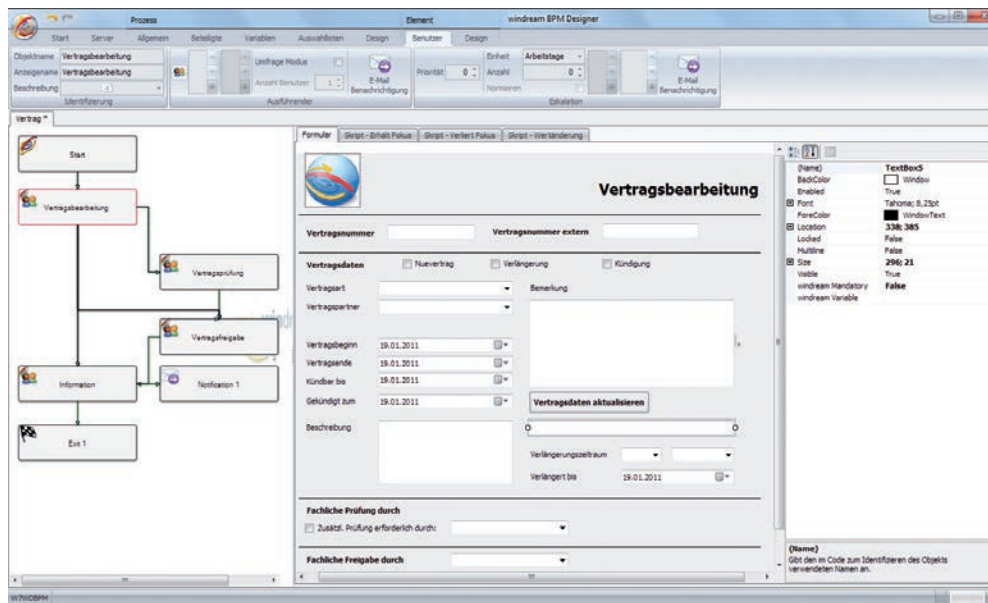 Prozess Element windream BPM Designer
Start Server Allgemein Beteiligte Variablen Auswahllisten Design Benutzer Design
Objektname Vertragsbearbeitung
Anzeigename Vertragsbearbeitung
Beschreibung
Identifizierung
Umfrage Modus
Anzahl Benutzer 1
E-Mail
Benachrichtigung
Ausführender
Priorität 0
Einheit Arbeitstage
Anzahl 0
Normieren
E-Mail
Benachrichtigung
Eskalation
Vertrag *
Start
Vertragsbearbeitung
Vertragsprüfung
Vertragsfreigabe
Information
Notification 1
Exit 1
Formular Skript - Erhält Fokus Skript - Verliert Fokus Skript - Wertänderung
Vertragsbearbeitung
Vertragsnummer Vertragsnummer extern
Vertragsdaten Nuevertrag Verlängerung Kündigung
Vertragsart Bemerkung
Vertragspartner
Vertragsbeginn 19.01.2011
Vertragsende 19.01.2011
Kündbar bis 19.01.2011
Gekündigt zum 19.01.2011 Vertragsdaten aktualisieren
Beschreibung
Verlängerungszeitraum
Verlängert bis 19.01.2011
Fachliche Prüfung durch
Zusätzl. Prüfung erforderlich durch:
Fachliche Freigabe durch
(Name) TextBox5
BackColor Window
Enabled True
Font Tahoma; 8,25pt
ForeColor WindowText
Location 338; 385
Locked False
Multiline False
Size 296; 21
Visible True
windream Mandatory False
windream Variable
(Name)
Gibt den im Code zum Identifizieren des Objekts
verwendeten Namen an.
W7WDBPM